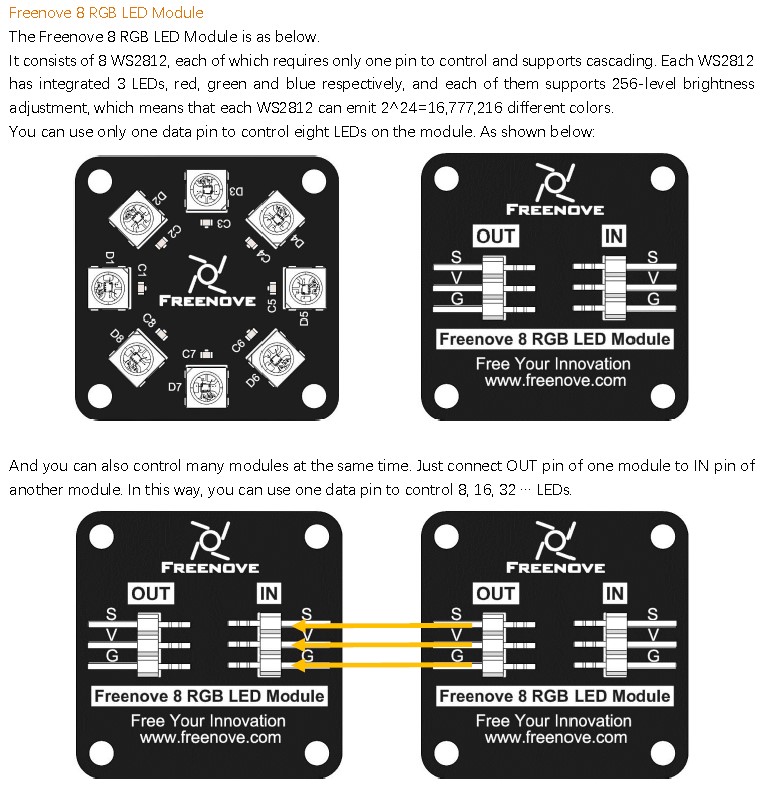 Freenove 8 RGB LED Module
The Freenove 8 RGB LED Module is as below.
It consists of 8 WS2812, each of which requires only one pin to control and supports cascading. Each WS2812
has integrated 3 LEDs, red, green and blue respectively, and each of them supports 256-level brightness
adjustment, which means that each WS2812 can emit 2^24=16,777,216 different colors.
You can use only one data pin to control eight LEDs on the module. As shown below:
D3
D2
D4
C3
C2
C4
D1
C1
FREENOVE
C5
D5
D8
C8
C7
C6
D6
D7
FREENOVE
OUT IN
S S
V V
G G
Freenove 8 RGB LED Module
Free Your Innovation
www.freenove.com
And you can also control many modules at the same time. Just connect OUT pin of one module to IN pin of
another module. In this way, you can use one data pin to control 8, 16, 32 ··· LEDs.
FREENOVE
OUT IN
S S
V V
G G
Freenove 8 RGB LED Module
Free Your Innovation
www.freenove.com
FREENOVE
OUT IN
S S
V V
G G
Freenove 8 RGB LED Module
Free Your Innovation
www.freenove.com